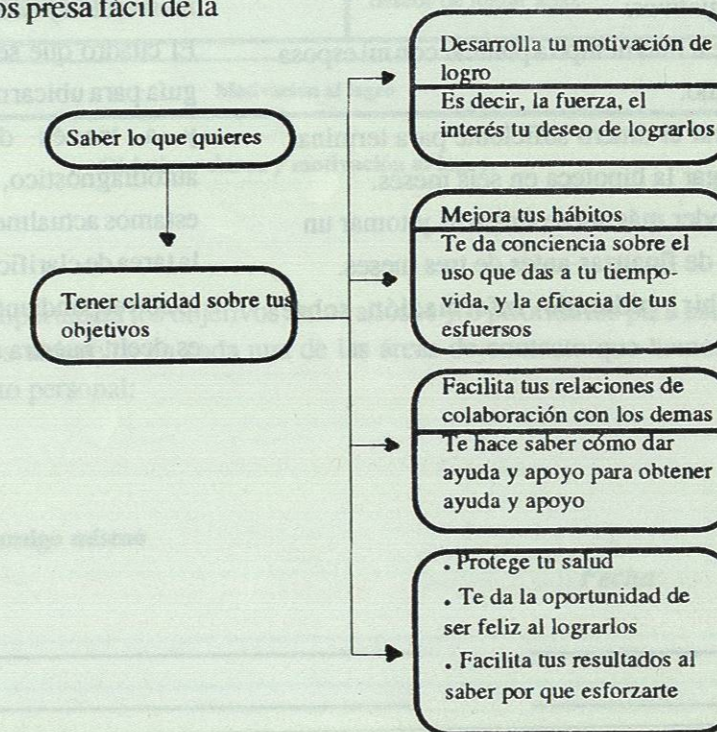 os presa fácil de la
Saber lo que quieres
Tener claridad sobre tus
objetivos
Desarrolla tu motivación de
logro
Es decir, la fuerza, el
interés tu deseo de lograrlos
Mejora tus hábitos
Te da conciencia sobre el
uso que das a tu tiempo-
vida, y la eficacia de tus
esfuersos
Facilita tus relaciones de
colaboración con los demas
Te hace saber cómo dar
ayuda y apoyo para obtener
ayuda y apoyo
. Protege tu salud
. Te da la oportunidad de
ser feliz al lograrlos
. Facilita tus resultados al
saber por que esforzarte